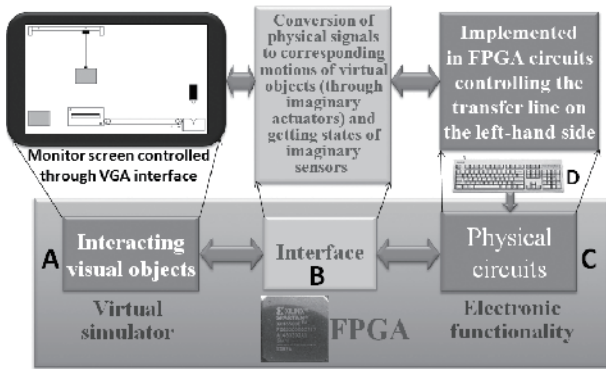 Conversion of
physical signals
to corresponding
motions of virtual
objects (through
imaginary
actuators) and
getting states of
imaginary
sensors
Implemented
in FPGA circuits
controlling the
transfer line on
the left-hand side
Monitor screen controlled
through VGA interface
D
A
Interacting
visual objects
Interface
B
Physical
circuits
C
Virtual
simulator
XILINX
SPARTAN
FPGA
Electronic
functionality